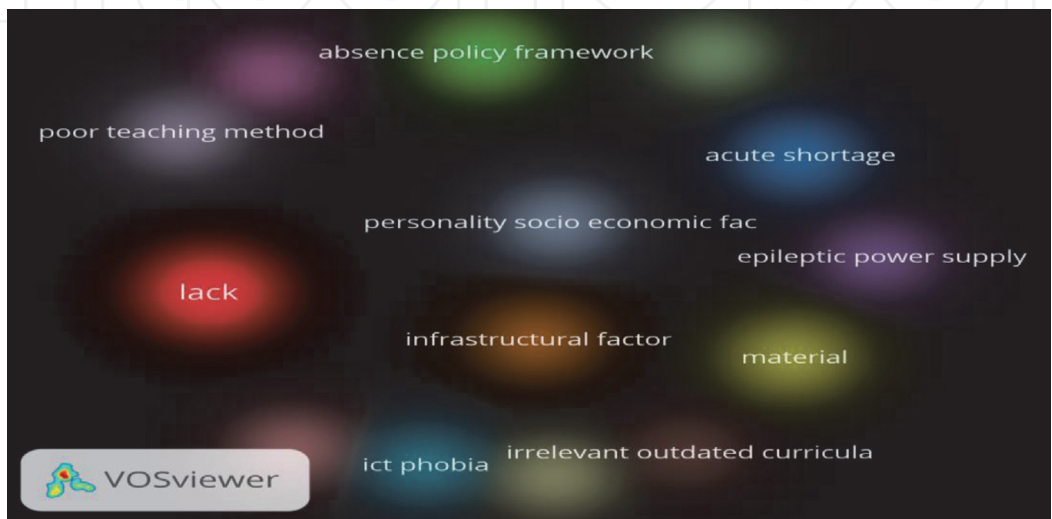 absence policy framework
poor teaching method
acute shortage
personality socio economic fac
epileptic power supply
lack
infrastructural factor
material
irrelevant outdated curricula
ict phobia
VOSviewer